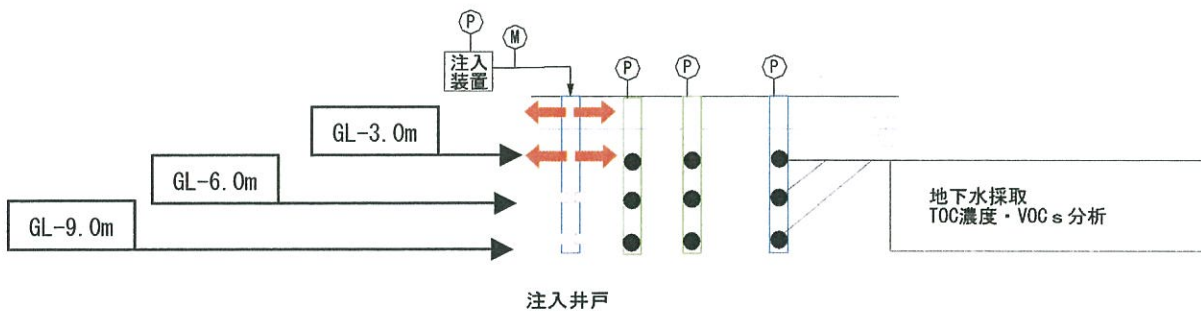 P
M
注入
装置
P
P
P
GL-3.0m
GL-6.0m
GL-9.0m
地下水採取
TOC濃度・VOCs分析
注入井戸